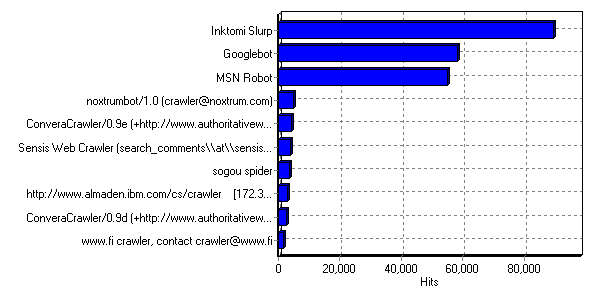 Inktomi Slurp
Googlebot
MSN Robot
noxtrumbot/1.0 (crawler@noxtrum.com)
ConveraCrawler/0.9e (+http://www.authoritativew...
Sensis Web Crawler (search_comments\\at\\sensis...
sogou spider
http://www.almaden.ibm.com/cs/crawler [172.3...
ConveraCrawler/0.9d (+http://www.authoritativew...
www.fi crawler, contact crawler@www.fi
0 20,000 40,000 60,000 80,000
Hits